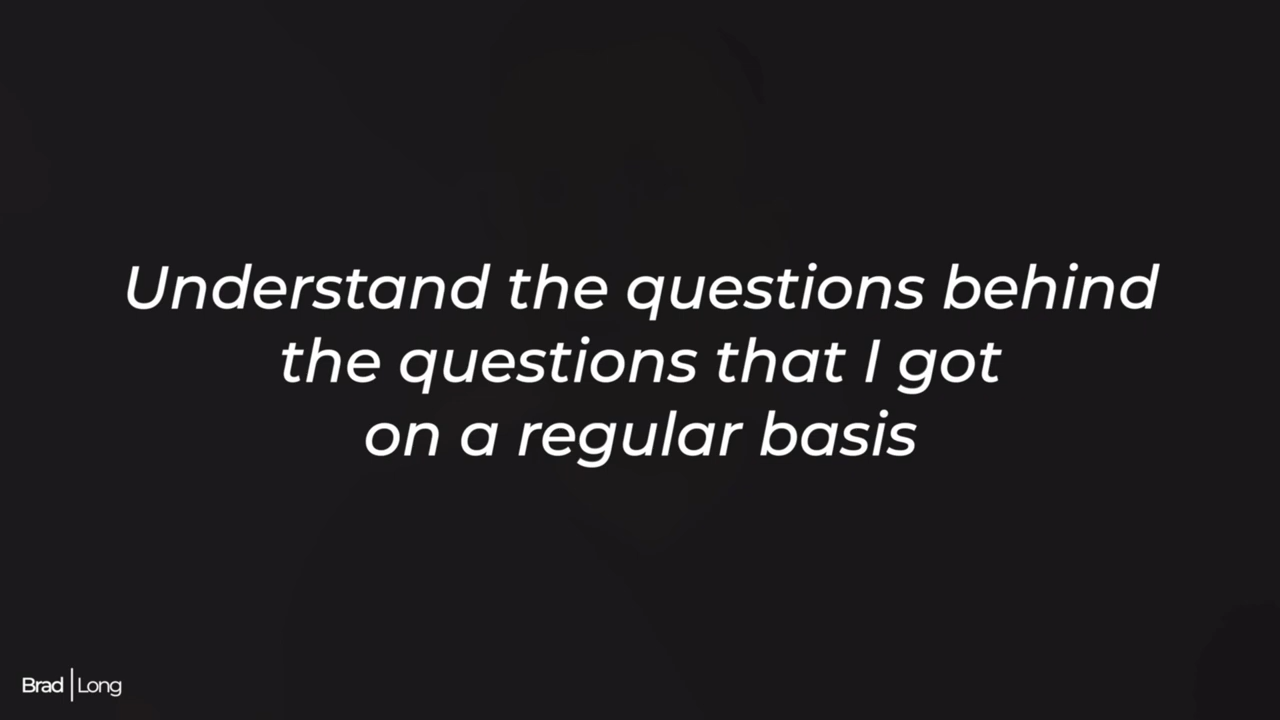 Understand the questions behind
the questions that I got
on a regular basis
Brad | Long